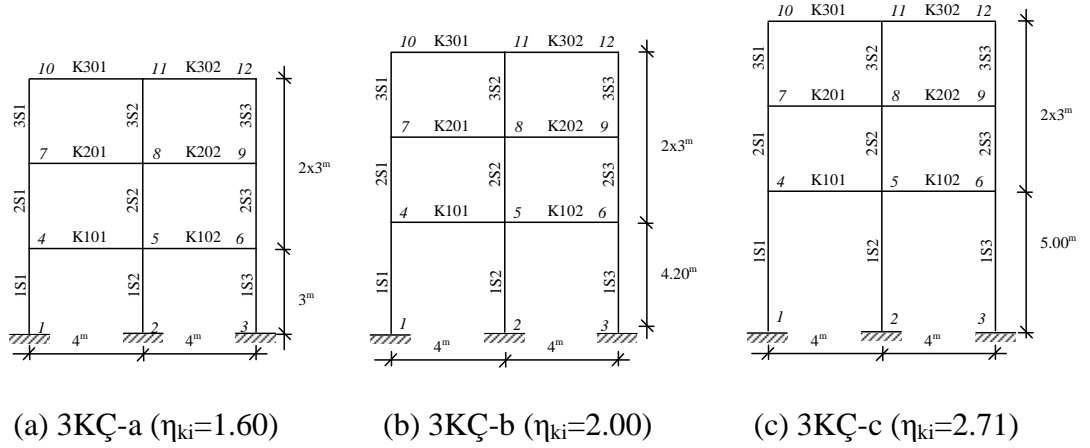 10 K301 11 K302 12
3S1 3S2 3S3
7 K201 8 K202 9
2S1 2S2 2S3
2x3m
4 K101 5 K102 6
1S1 1S2 1S3
3m
1 2 3
4m 4m
(a) 3KÇ-a (ηki=1.60)
10 K301 11 K302 12
3S1 3S2 3S3
7 K201 8 K202 9
2S1 2S2 2S3
2x3m
4 K101 5 K102 6
1S1 1S2 1S3
4.20m
1 2 3
4m 4m
(b) 3KÇ-b (ηki=2.00)
10 K301 11 K302 12
3S1 3S2 3S3
7 K201 8 K202 9
2S1 2S2 2S3
2x3m
4 K101 5 K102 6
1S1 1S2 1S3
5.00m
1 2 3
4m 4m
(c) 3KÇ-c (ηki=2.71)